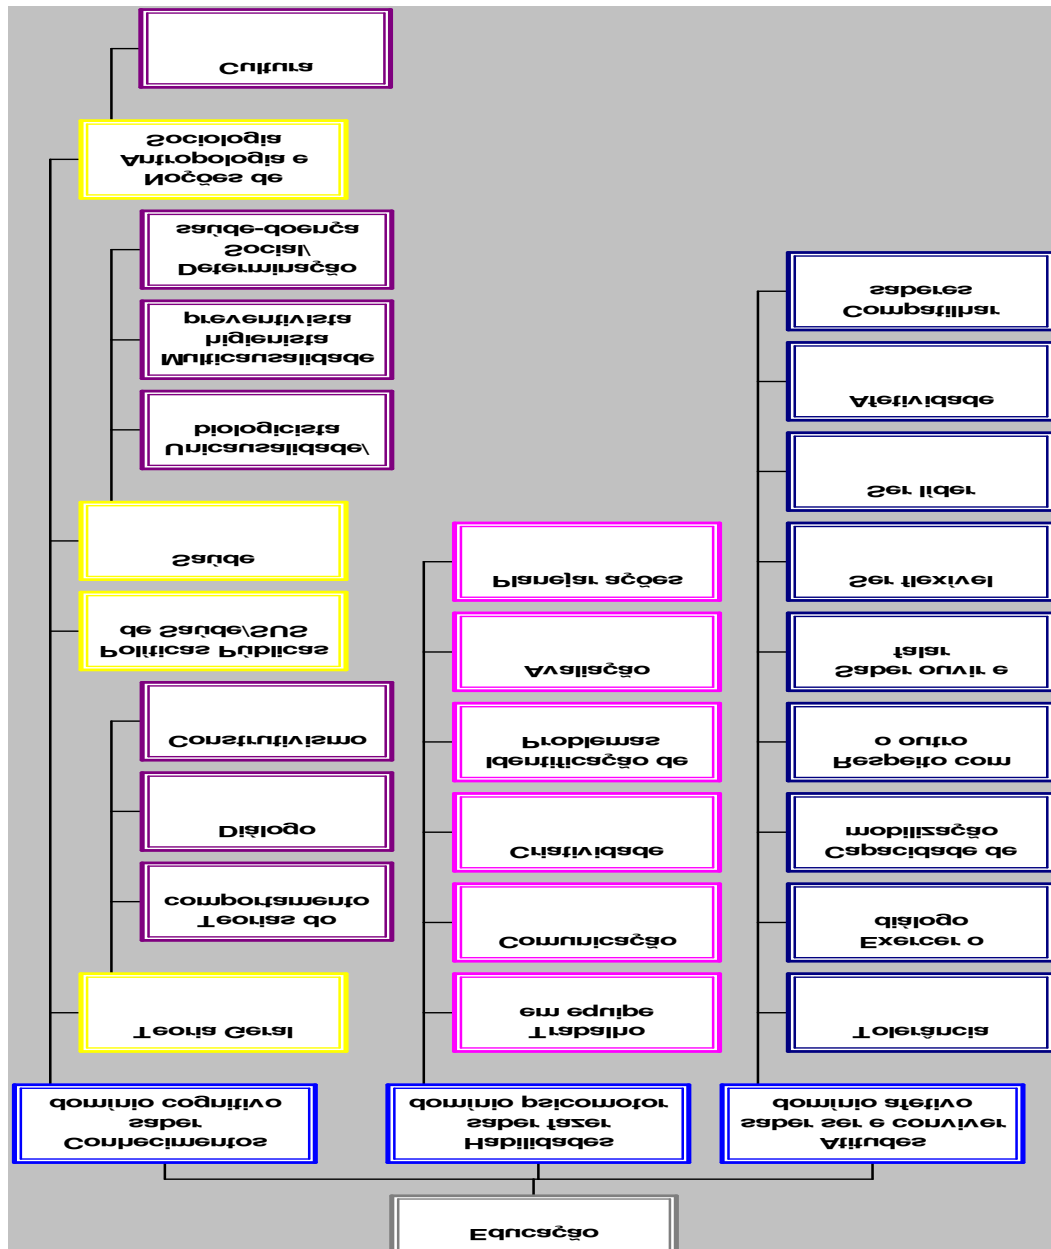 Educação
Conhecimentos
saber
domínio cognitivo
Teoria Geral
Teorias do
comportamento
Diálogo
Construtivismo
Políticas Públicas
de Saúde/SUS
Saúde
Unicausalidade/
biologicista
Multicausalidade
higienista
preventivista
Determinação
Social/
saúde-doença
Noções de
Antropologia e
Sociologia
Cultura
Habilidades
saber fazer
domínio psicomotor
Trabalho
em equipe
Comunicação
Criatividade
Identificação de
Problemas
Avaliação
Planejar ações
Atitudes
saber ser e conviver
domínio afetivo
Tolerância
Exercer o
diálogo
Capacidade de
mobilização
Respeito com
o outro
Saber ouvir e
falar
Ser flexível
Ser líder
Afetividade
Compatilhar
saberes